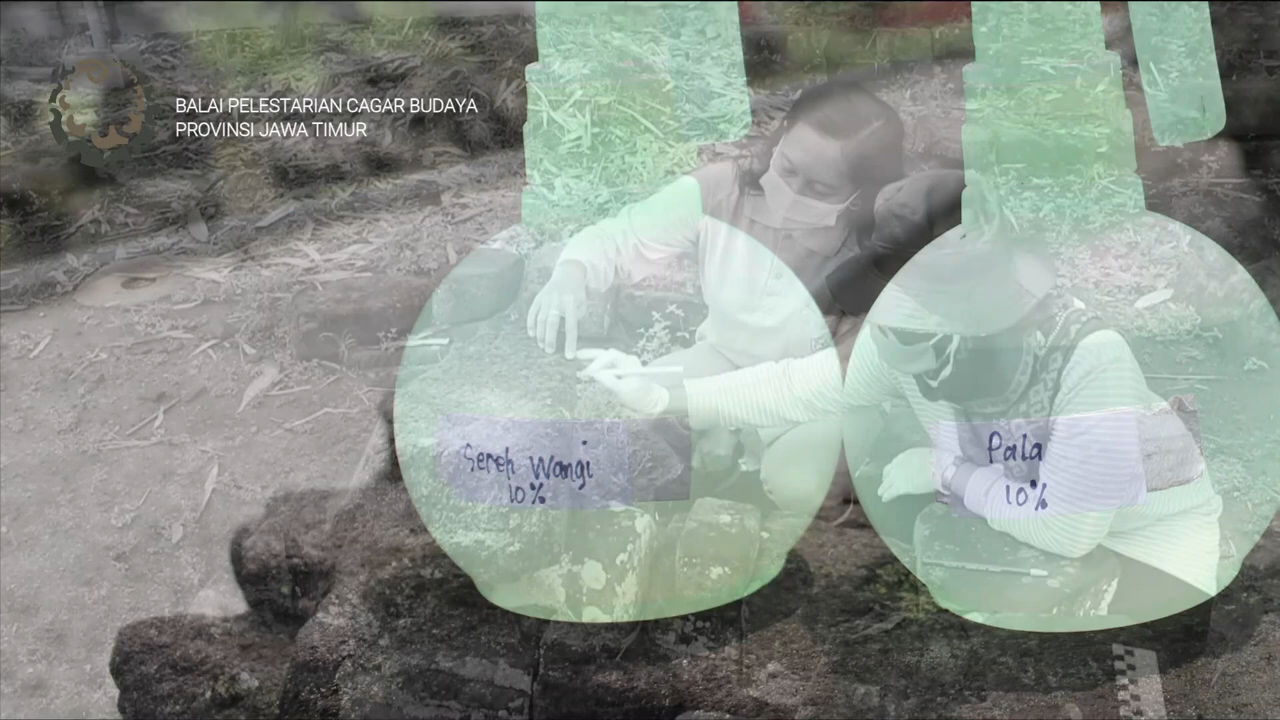 BALAI PELESTARIAN CAGAR BUDAYA
PROVINSI JAWA TIMUR
Sereh Wangi
10%
Pala
10%